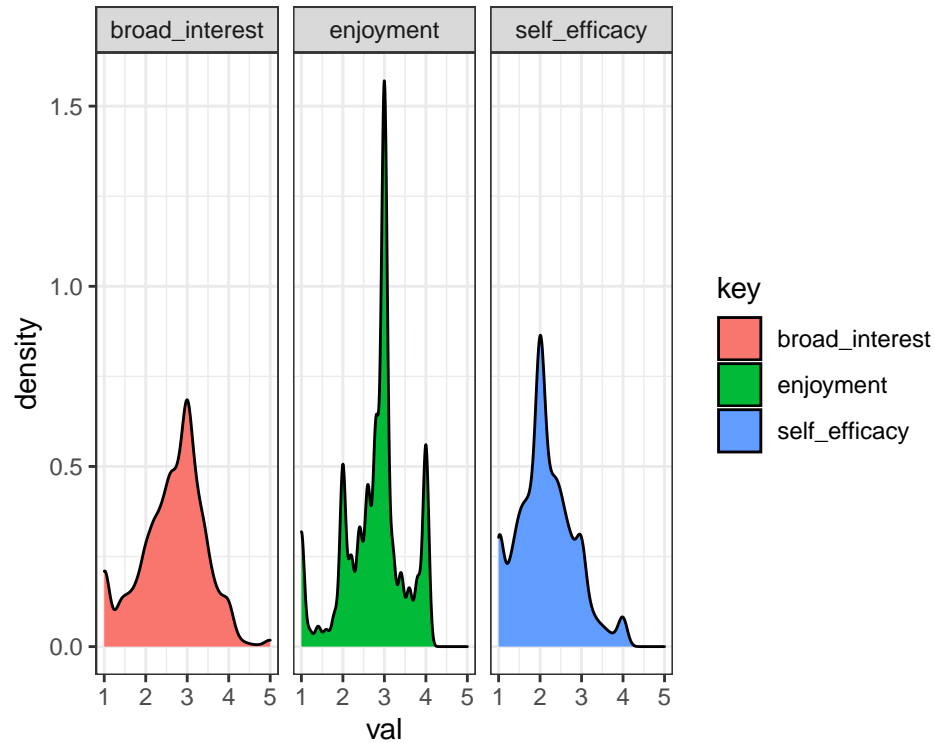 broad_interest enjoyment self_efficacy
1.5
1.0
0.5
0.0
density
1 2 3 4 5 1 2 3 4 5 1 2 3 4 5
val
key
broad_interest
enjoyment
self_efficacy